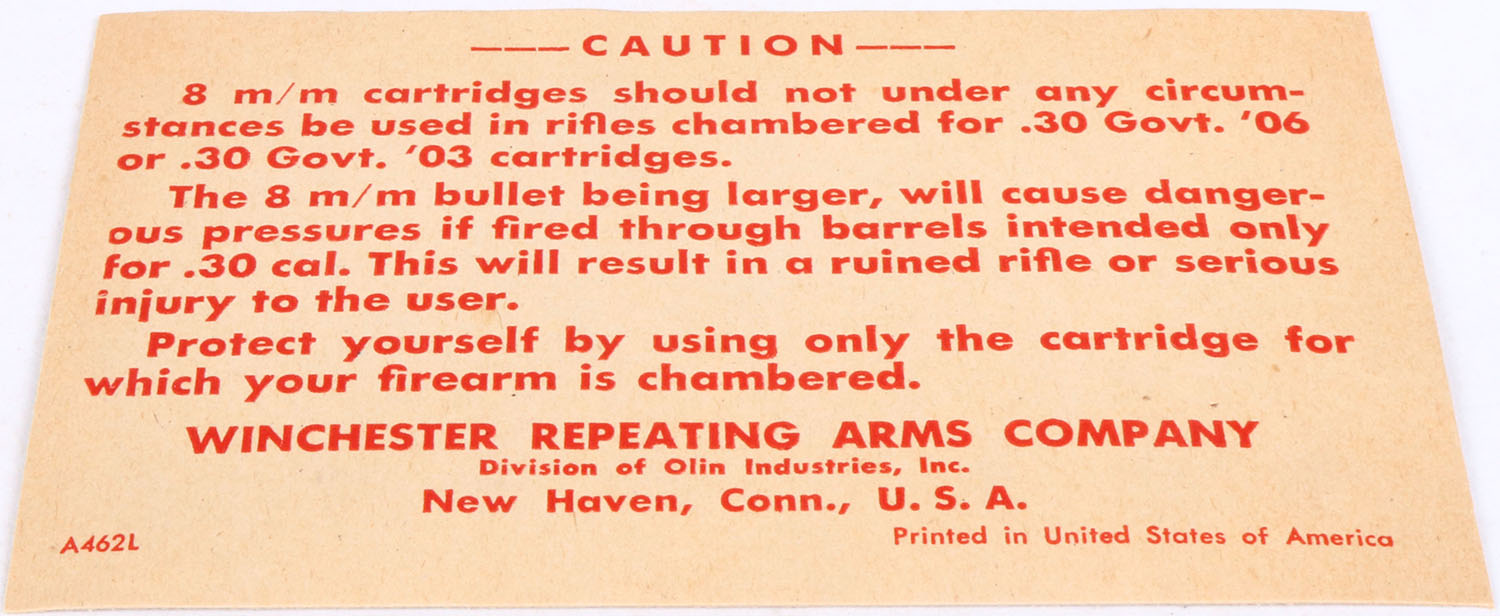 ———CAUTION———
8 m/m cartridges should not under any circum-
stances be used in rifles chambered for .30 Govt. '06
or .30 Govt. '03 cartridges.
The 8 m/m bullet being larger, will cause danger-
ous pressures if fired through barrels intended only
for .30 cal. This will result in a ruined rifle or serious
injury to the user.
Protect yourself by using only the cartridge for
which your firearm is chambered.
WINCHESTER REPEATING ARMS COMPANY
Division of Olin Industries, Inc.
New Haven, Conn., U. S. A.
A462L
Printed in United States of America